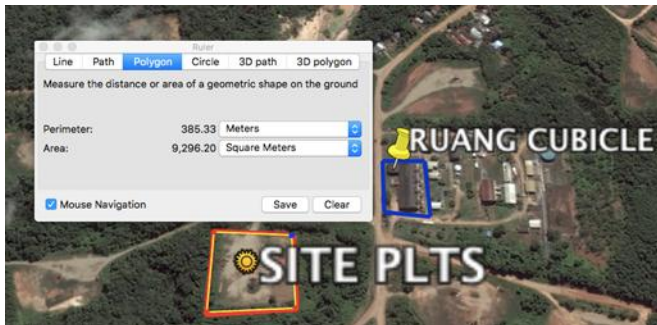 Ruler
Line Path Polygon Circle 3D path 3D polygon
Measure the distance or area of a geometric shape on the ground
Perimeter: 385.33 Meters
Area: 9,296.20 Square Meters
Mouse Navigation Save Clear
RUANG CUBICLE
SITE PLTS